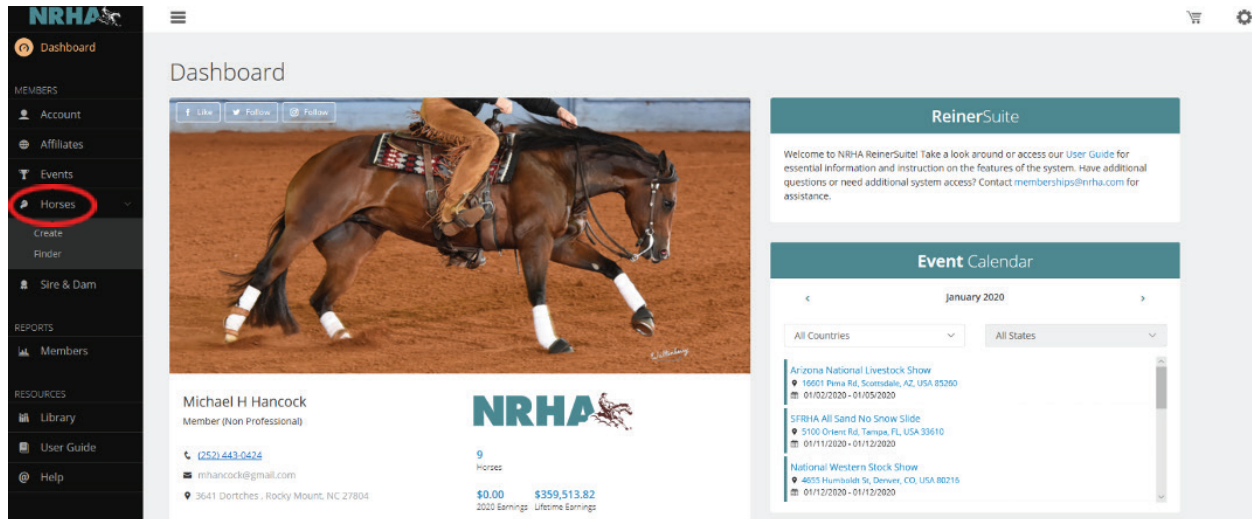 NRHA
Dashboard
MEMBERS
Account
Affiliates
Events
Horses
Create
Finder
Sire & Dam
REPORTS
Members
RESOURCES
Library
User Guide
@ Help
Dashboard
Like
Follow
Follow
Michael H Hancock
Member (Non Professional)
(252) 443-0424
mhancock@gmail.com
3641 Dortches , Rocky Mount, NC 27804
NRHA
9
Horses
$0.00 $359,513.82
2020 Earnings Lifetime Earnings
ReinerSuite
Welcome to NRHA ReinerSuite! Take a look around or access our User Guide for
essential information and instruction on the features of the system. Have additional
questions or need additional system access? Contact memberships@nrha.com for
assistance.
Event Calendar
< January 2020 >
All Countries All States
Arizona National Livestock Show
16601 Pima Rd, Scottsdale, AZ, USA 85260
01/02/2020 - 01/05/2020
SFRHA All Sand No Snow Slide
5100 Orient Rd, Tampa, FL, USA 33610
01/11/2020 - 01/12/2020
National Western Stock Show
4655 Humboldt St, Denver, CO, USA 80216
01/12/2020 - 01/12/2020